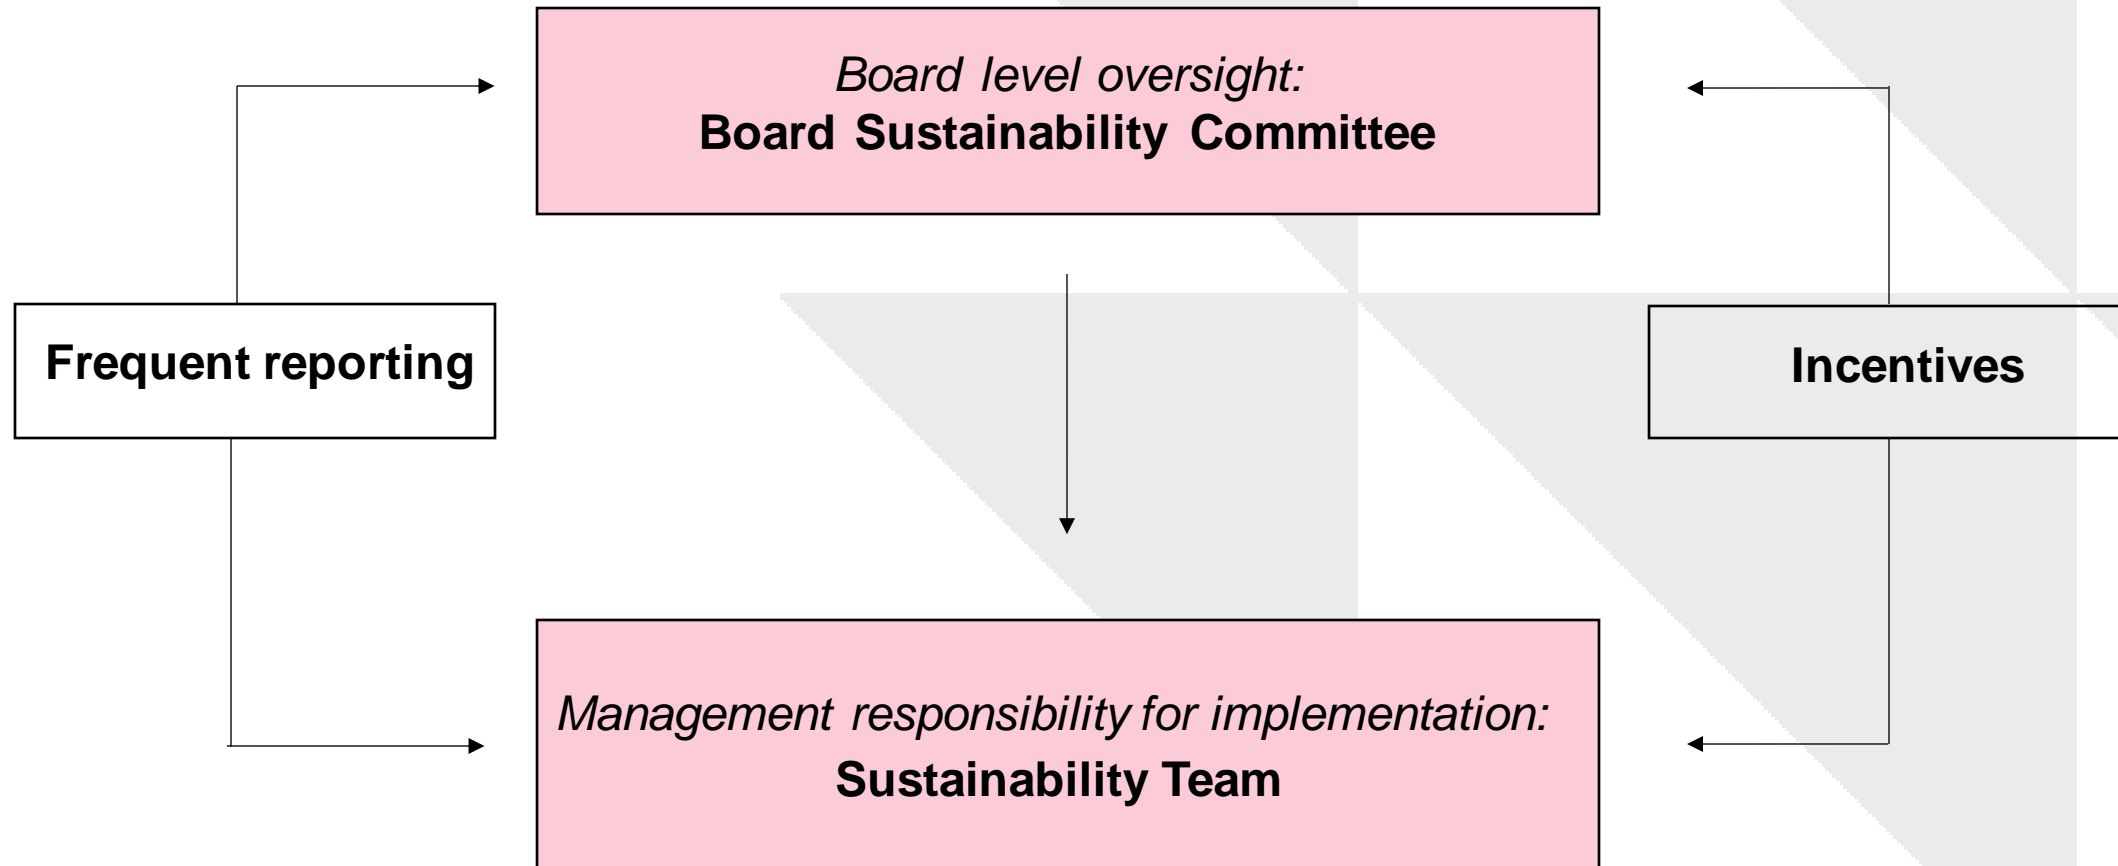 Board level oversight:
Board Sustainability Committee
Frequent reporting
Incentives
Management responsibility for implementation:
Sustainability Team